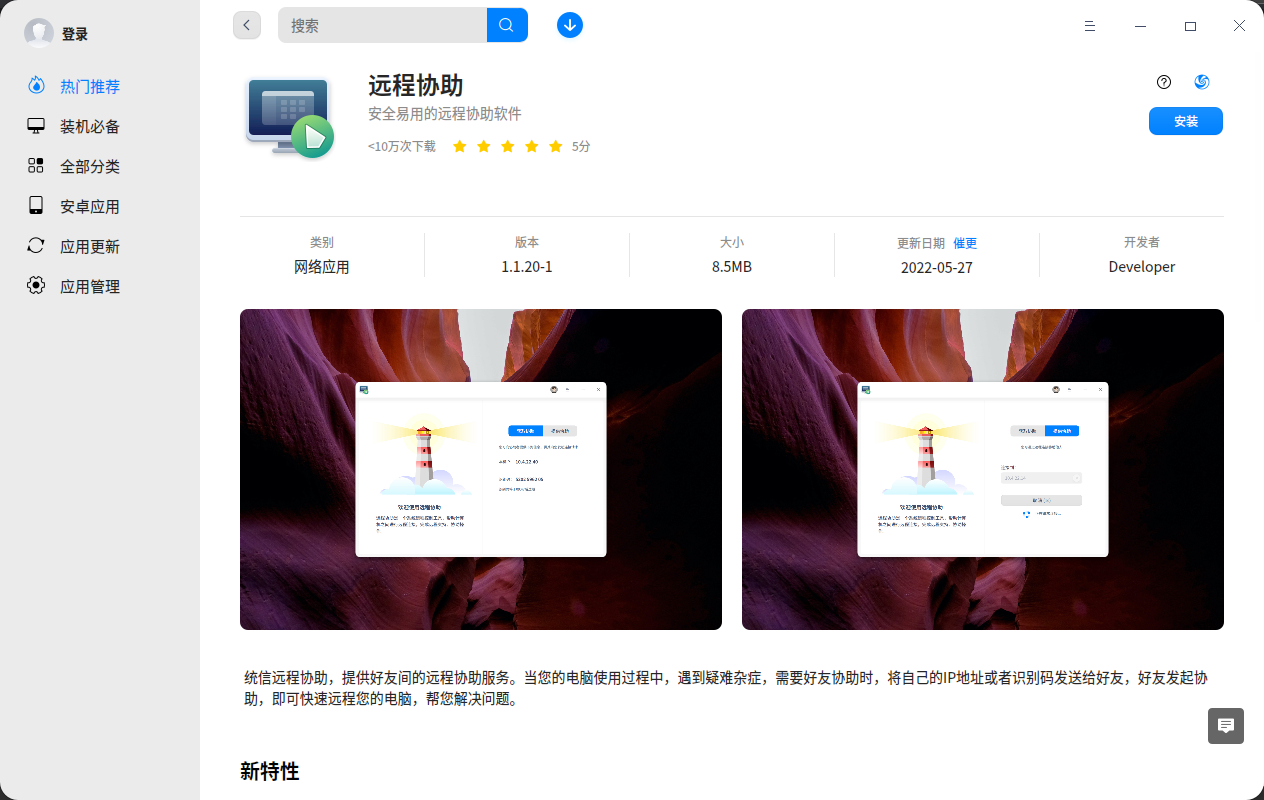 登录
搜索
热门推荐
装机必备
全部分类
安卓应用
应用更新
应用管理
远程协助
安全易用的远程协助软件
<10万次下载
5分
安装
类别
网络应用
版本
1.1.20-1
大小
8.5MB
更新日期 催更
2022-05-27
开发者
Developer
欢迎使用远程协助
欢迎使用远程协助
统信远程协助，提供好友间的远程协助服务。当您的电脑使用过程中，遇到疑难杂症，需要好友协助时，将自己的IP地址或者识别码发送给好友，好友发起协
助，即可快速远程您的电脑，帮您解决问题。
新特性